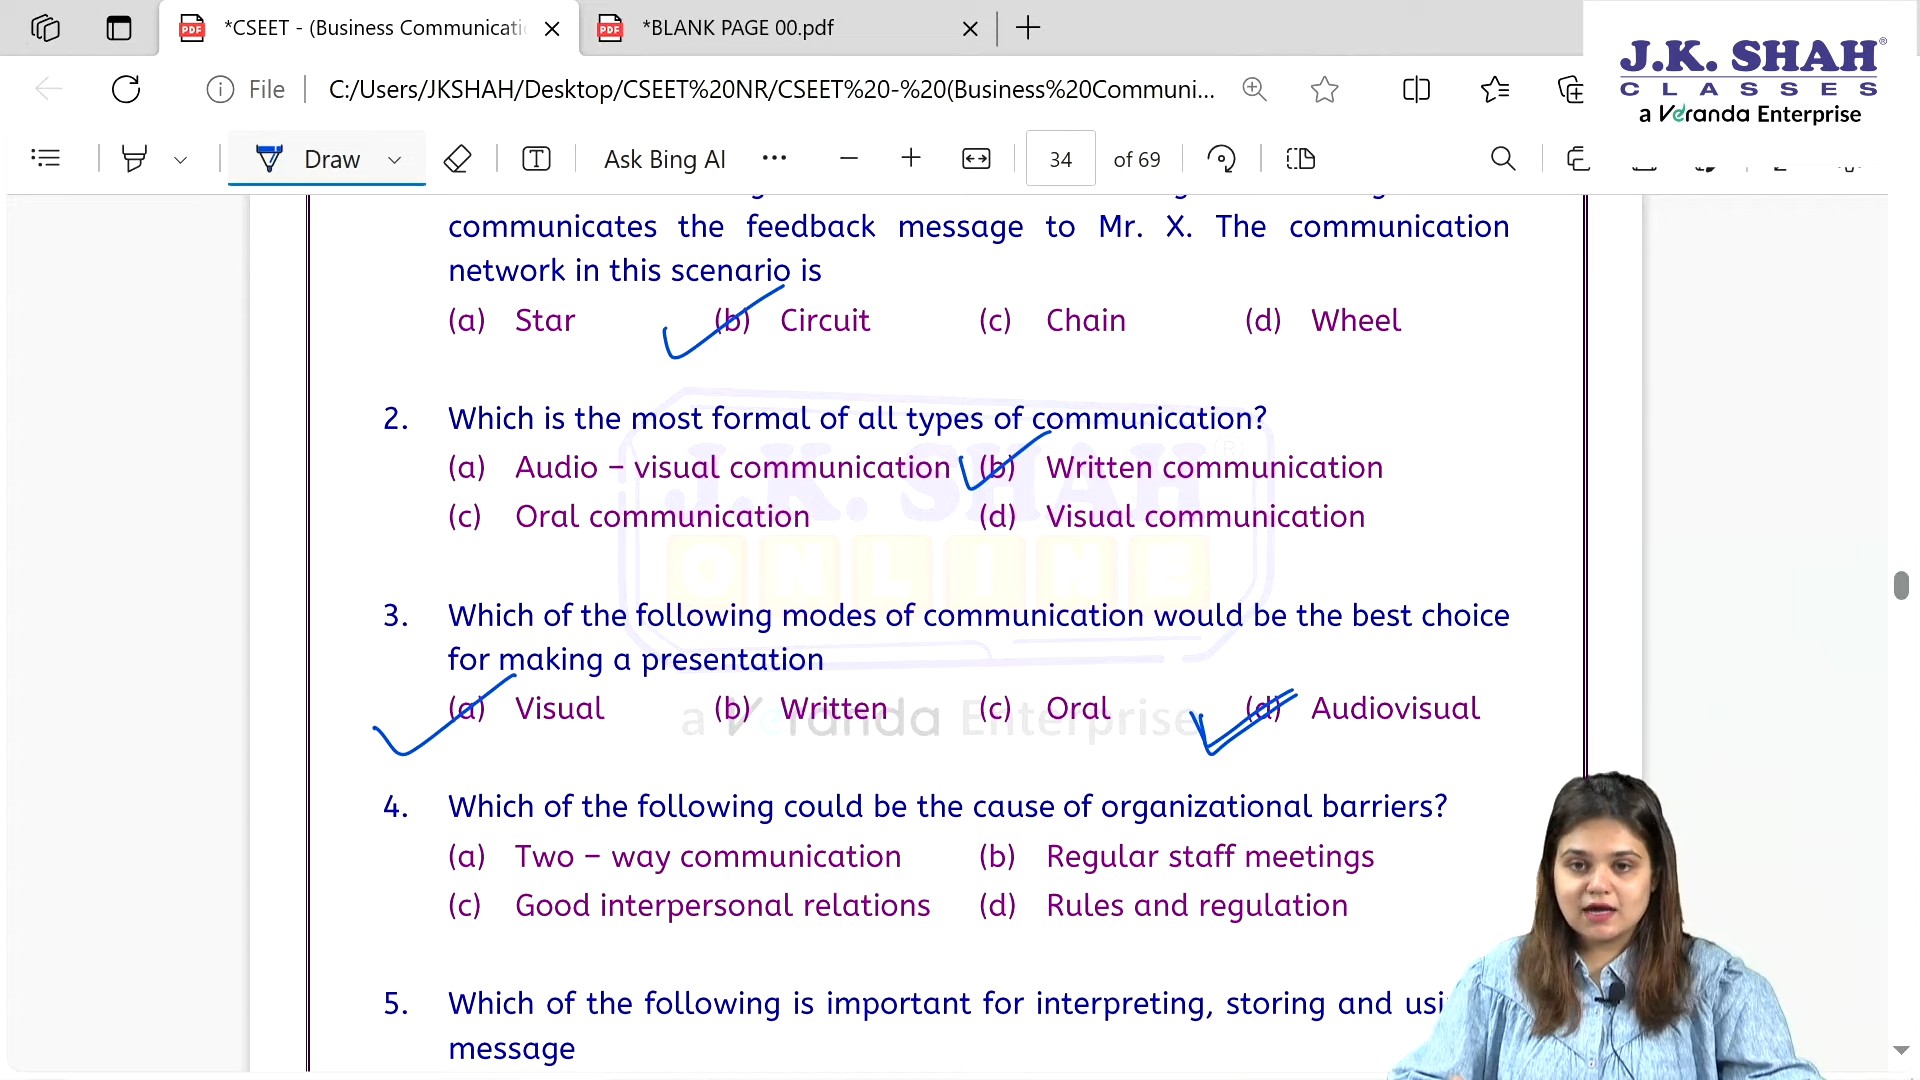 *CSEET - (Business Communicati
*BLANK PAGE 00.pdf
J.K. SHAH®
CLASSES
a Veranda Enterprise
File
C:/Users/JKSHAH/Desktop/CSEET%20NR/CSEET%20-%20(Business%20Communi...
Draw
Ask Bing AI
34 of 69
communicates the feedback message to Mr. X. The communication
network in this scenario is
(a) Star (b) Circuit (c) Chain (d) Wheel
2. Which is the most formal of all types of communication?
(a) Audio – visual communication (b) Written communication
(c) Oral communication (d) Visual communication
J.K. SHAH®
ONLINE
a Veranda Enterprise
3. Which of the following modes of communication would be the best choice
for making a presentation
(a) Visual (b) Written (c) Oral (d) Audiovisual
4. Which of the following could be the cause of organizational barriers?
(a) Two – way communication (b) Regular staff meetings
(c) Good interpersonal relations (d) Rules and regulation
5. Which of the following is important for interpreting, storing and usi
message